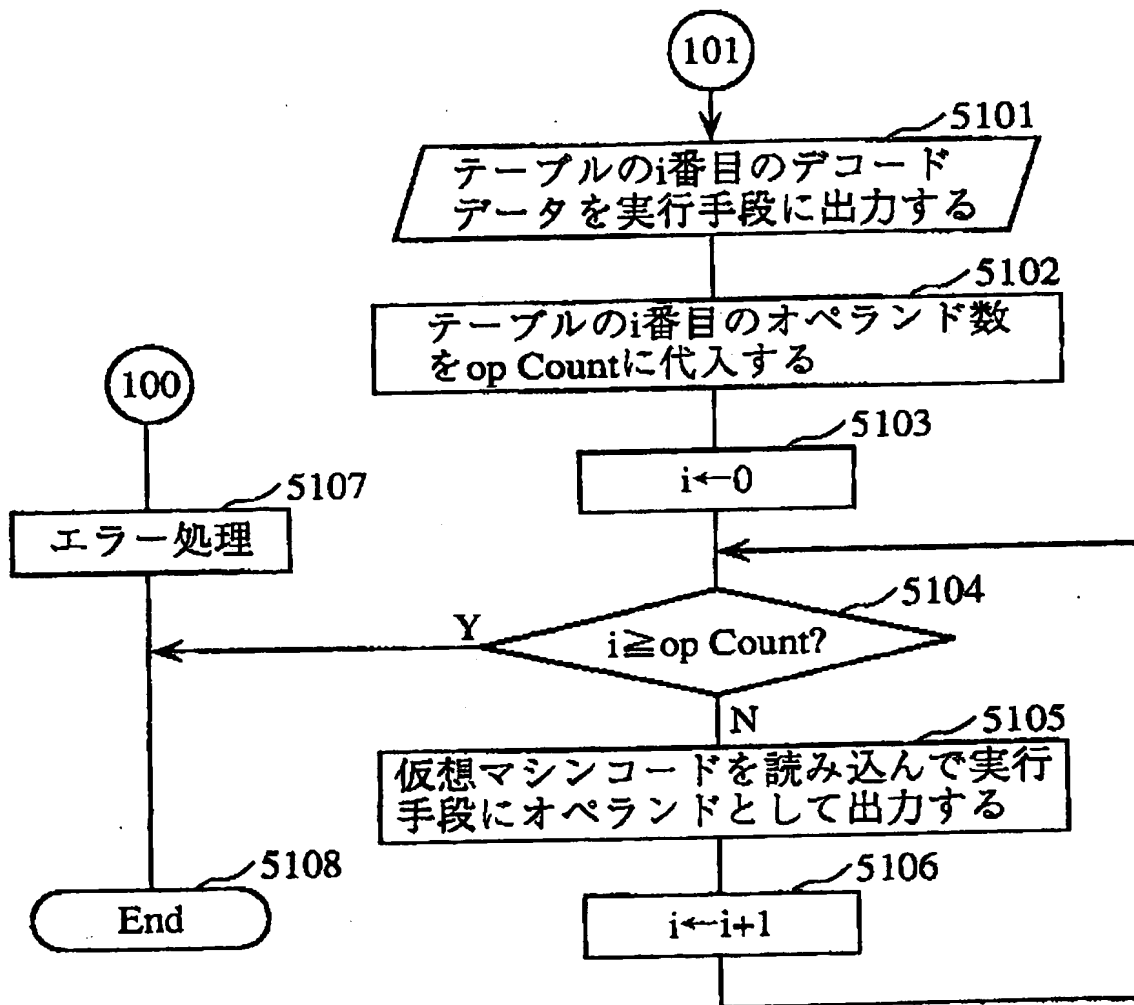 101
5101
テーブルのi番目のデコード
データを実行手段に出力する
5102
テーブルのi番目のオペランド数
をop Countに代入する
100
5103
i←0
5107
エラー処理
5104
Y
i≧op Count?
N
5105
仮想マシンコードを読み込んで実行
手段にオペランドとして出力する
5106
i←i+1
5108
End